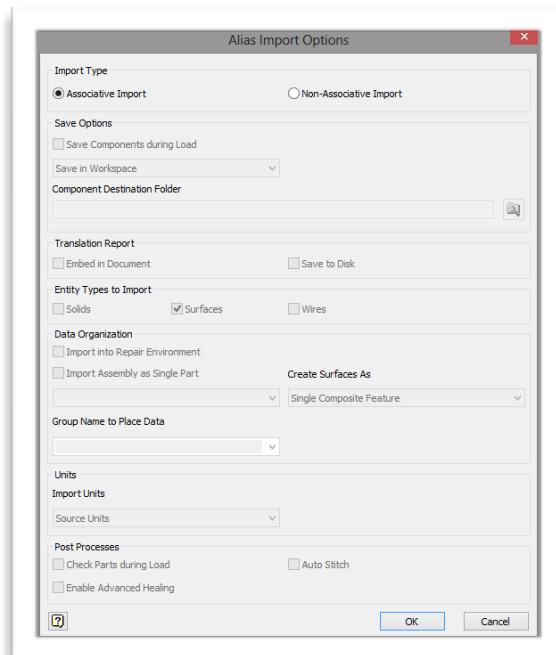 Alias Import Options
Import Type
Associative Import Non-Associative Import
Save Options
Save Components during Load
Save in Workspace
Component Destination Folder
Translation Report
Embed in Document Save to Disk
Entity Types to Import
Solids Surfaces Wires
Data Organization
Import into Repair Environment
Import Assembly as Single Part Create Surfaces As
Single Composite Feature
Group Name to Place Data
Units
Import Units
Source Units
Post Processes
Check Parts during Load Auto Stitch
Enable Advanced Healing
OK Cancel